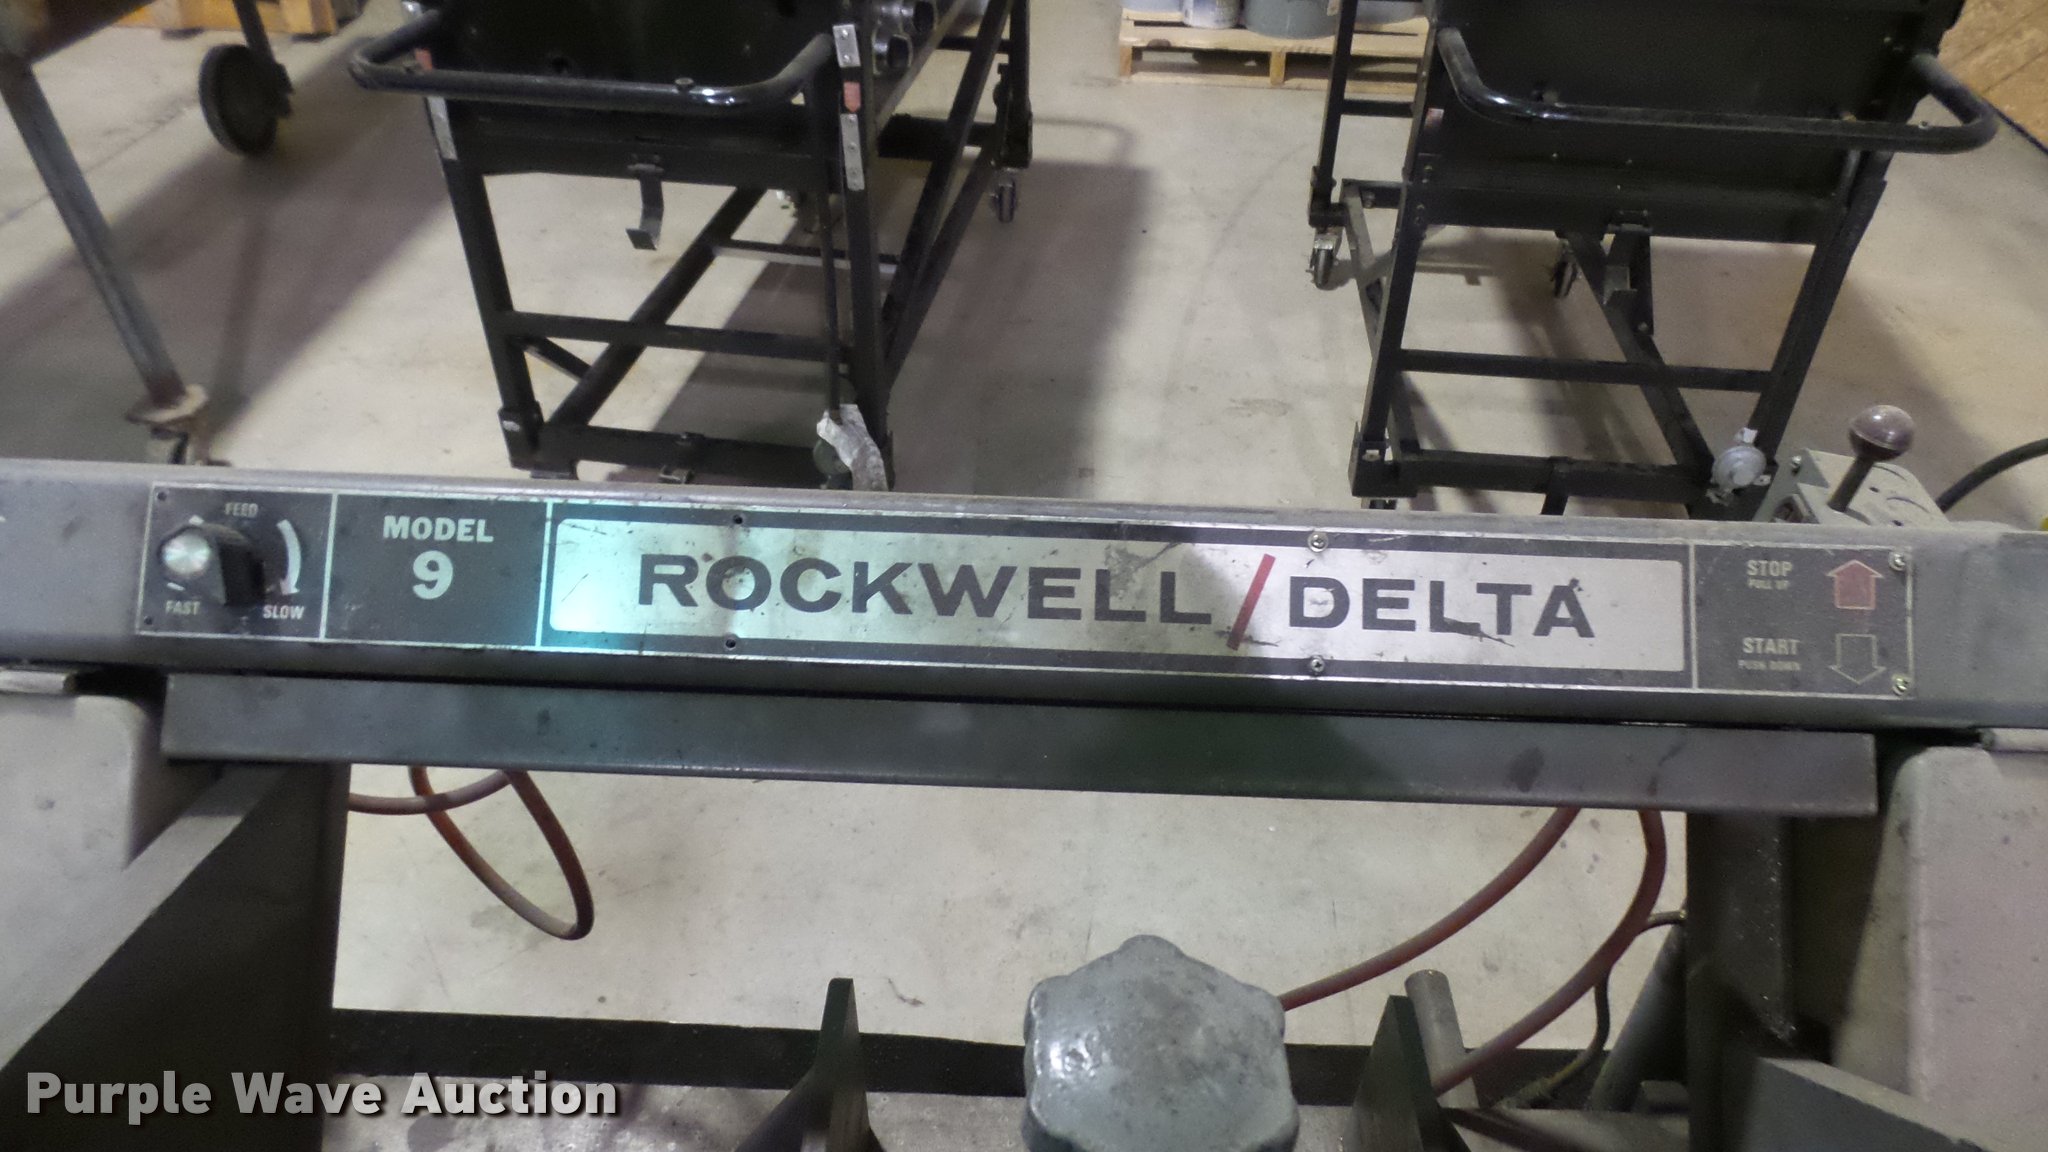 FEED
FAST
SLOW
MODEL
9
ROCKWELL/DELTA
STOP
PULL UP
START
PUSH DOWN
Purple Wave Auction